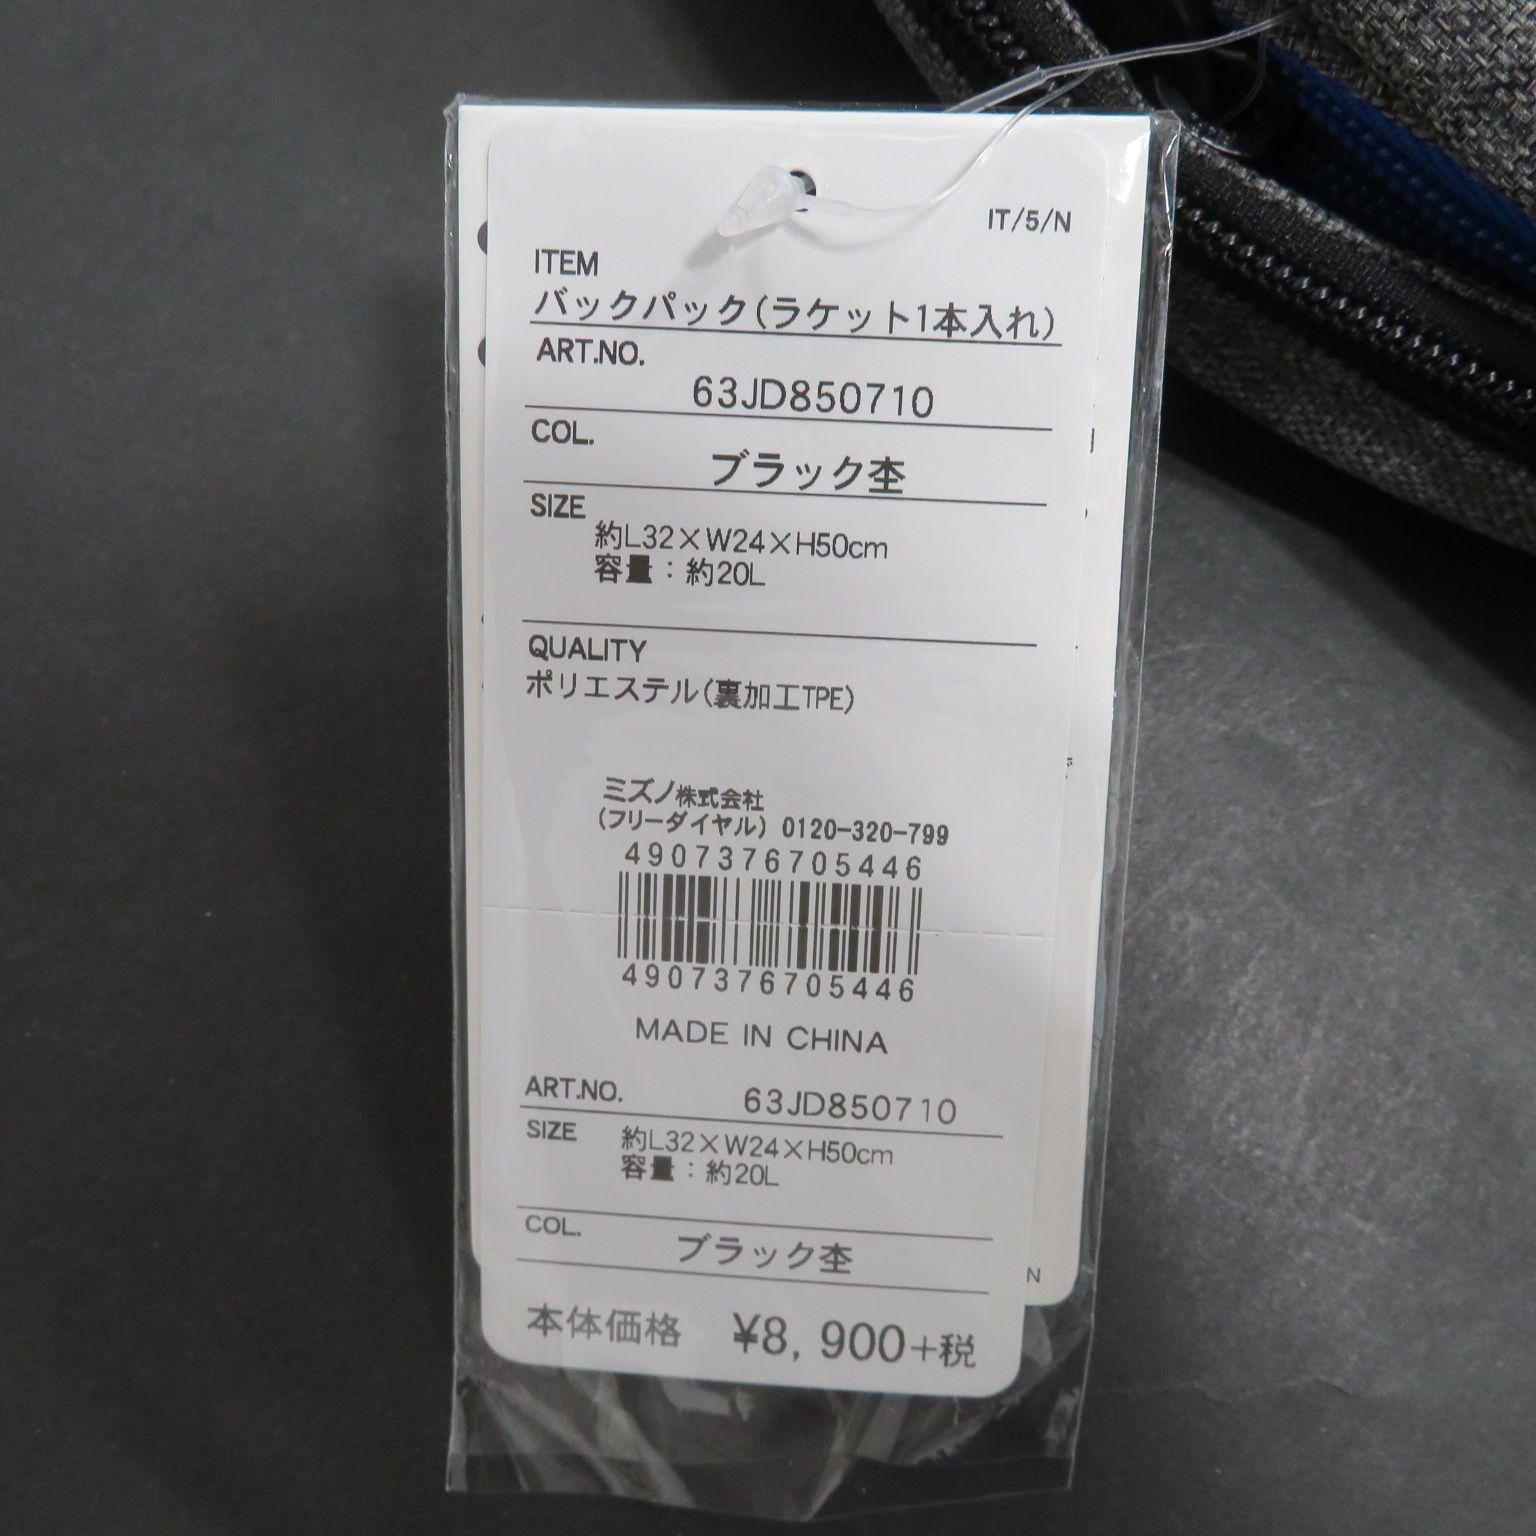 IT/5/N
ITEM
バックパック(ラケット1本入れ)
ART.NO.
63JD850710
COL.
ブラック杢
SIZE
約L32×W24×H50cm
容量：約20L
QUALITY
ポリエステル(裏加工TPE)
ミズノ株式会社
(フリーダイヤル) 0120-320-799
4907376705446
4907376705446
MADE IN CHINA
ART.NO. 63JD850710
SIZE 約L32×W24×H50cm
容量：約20L
COL.
ブラック杢
N
本体価格 ¥8,900+税